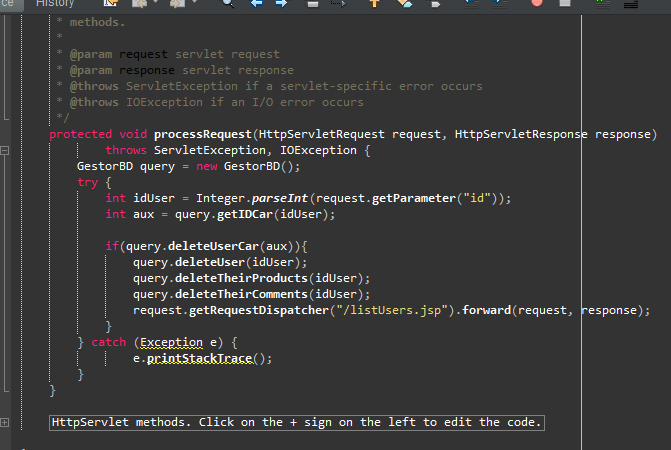 ce History
* methods.
*
* @param request servlet request
* @param response servlet response
* @throws ServletException if a servlet-specific error occurs
* @throws IOException if an I/O error occurs
*/
protected void processRequest(HttpServletRequest request, HttpServletResponse response)
throws ServletException, IOException {
GestorBD query = new GestorBD();
try {
int idUser = Integer.parseInt(request.getParameter("id"));
int aux = query.getIDCar(idUser);
if(query.deleteUserCar(aux)){
query.deleteUser(idUser);
query.deleteTheirProducts(idUser);
query.deleteTheirComments(idUser);
request.getRequestDispatcher("/listUsers.jsp").forward(request, response);
}
} catch (Exception e) {
e.printStackTrace();
}
}
HttpServlet methods. Click on the + sign on the left to edit the code.